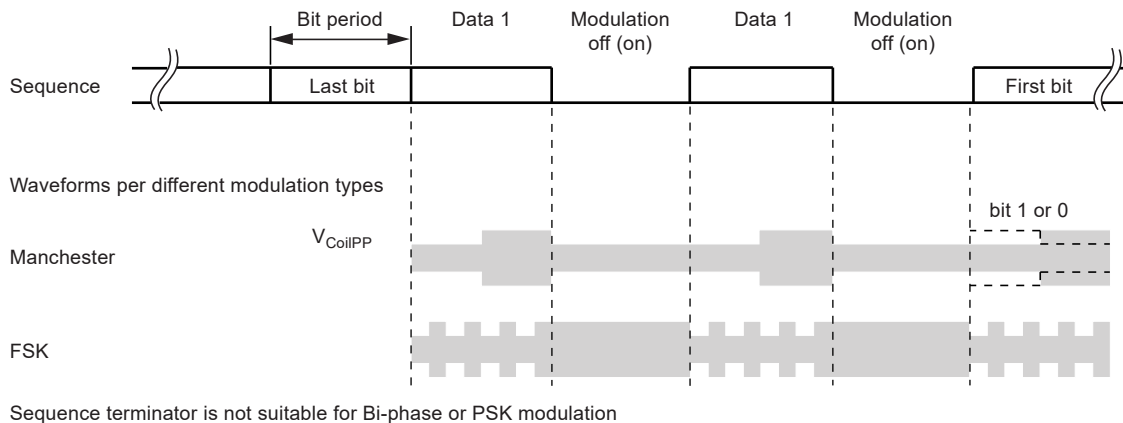 Bit period
Data 1
Modulation
off (on)
Data 1
Modulation
off (on)
Sequence
Last bit
First bit
Waveforms per different modulation types
bit 1 or 0
VCoilPP
Manchester
FSK
Sequence terminator is not suitable for Bi-phase or PSK modulation